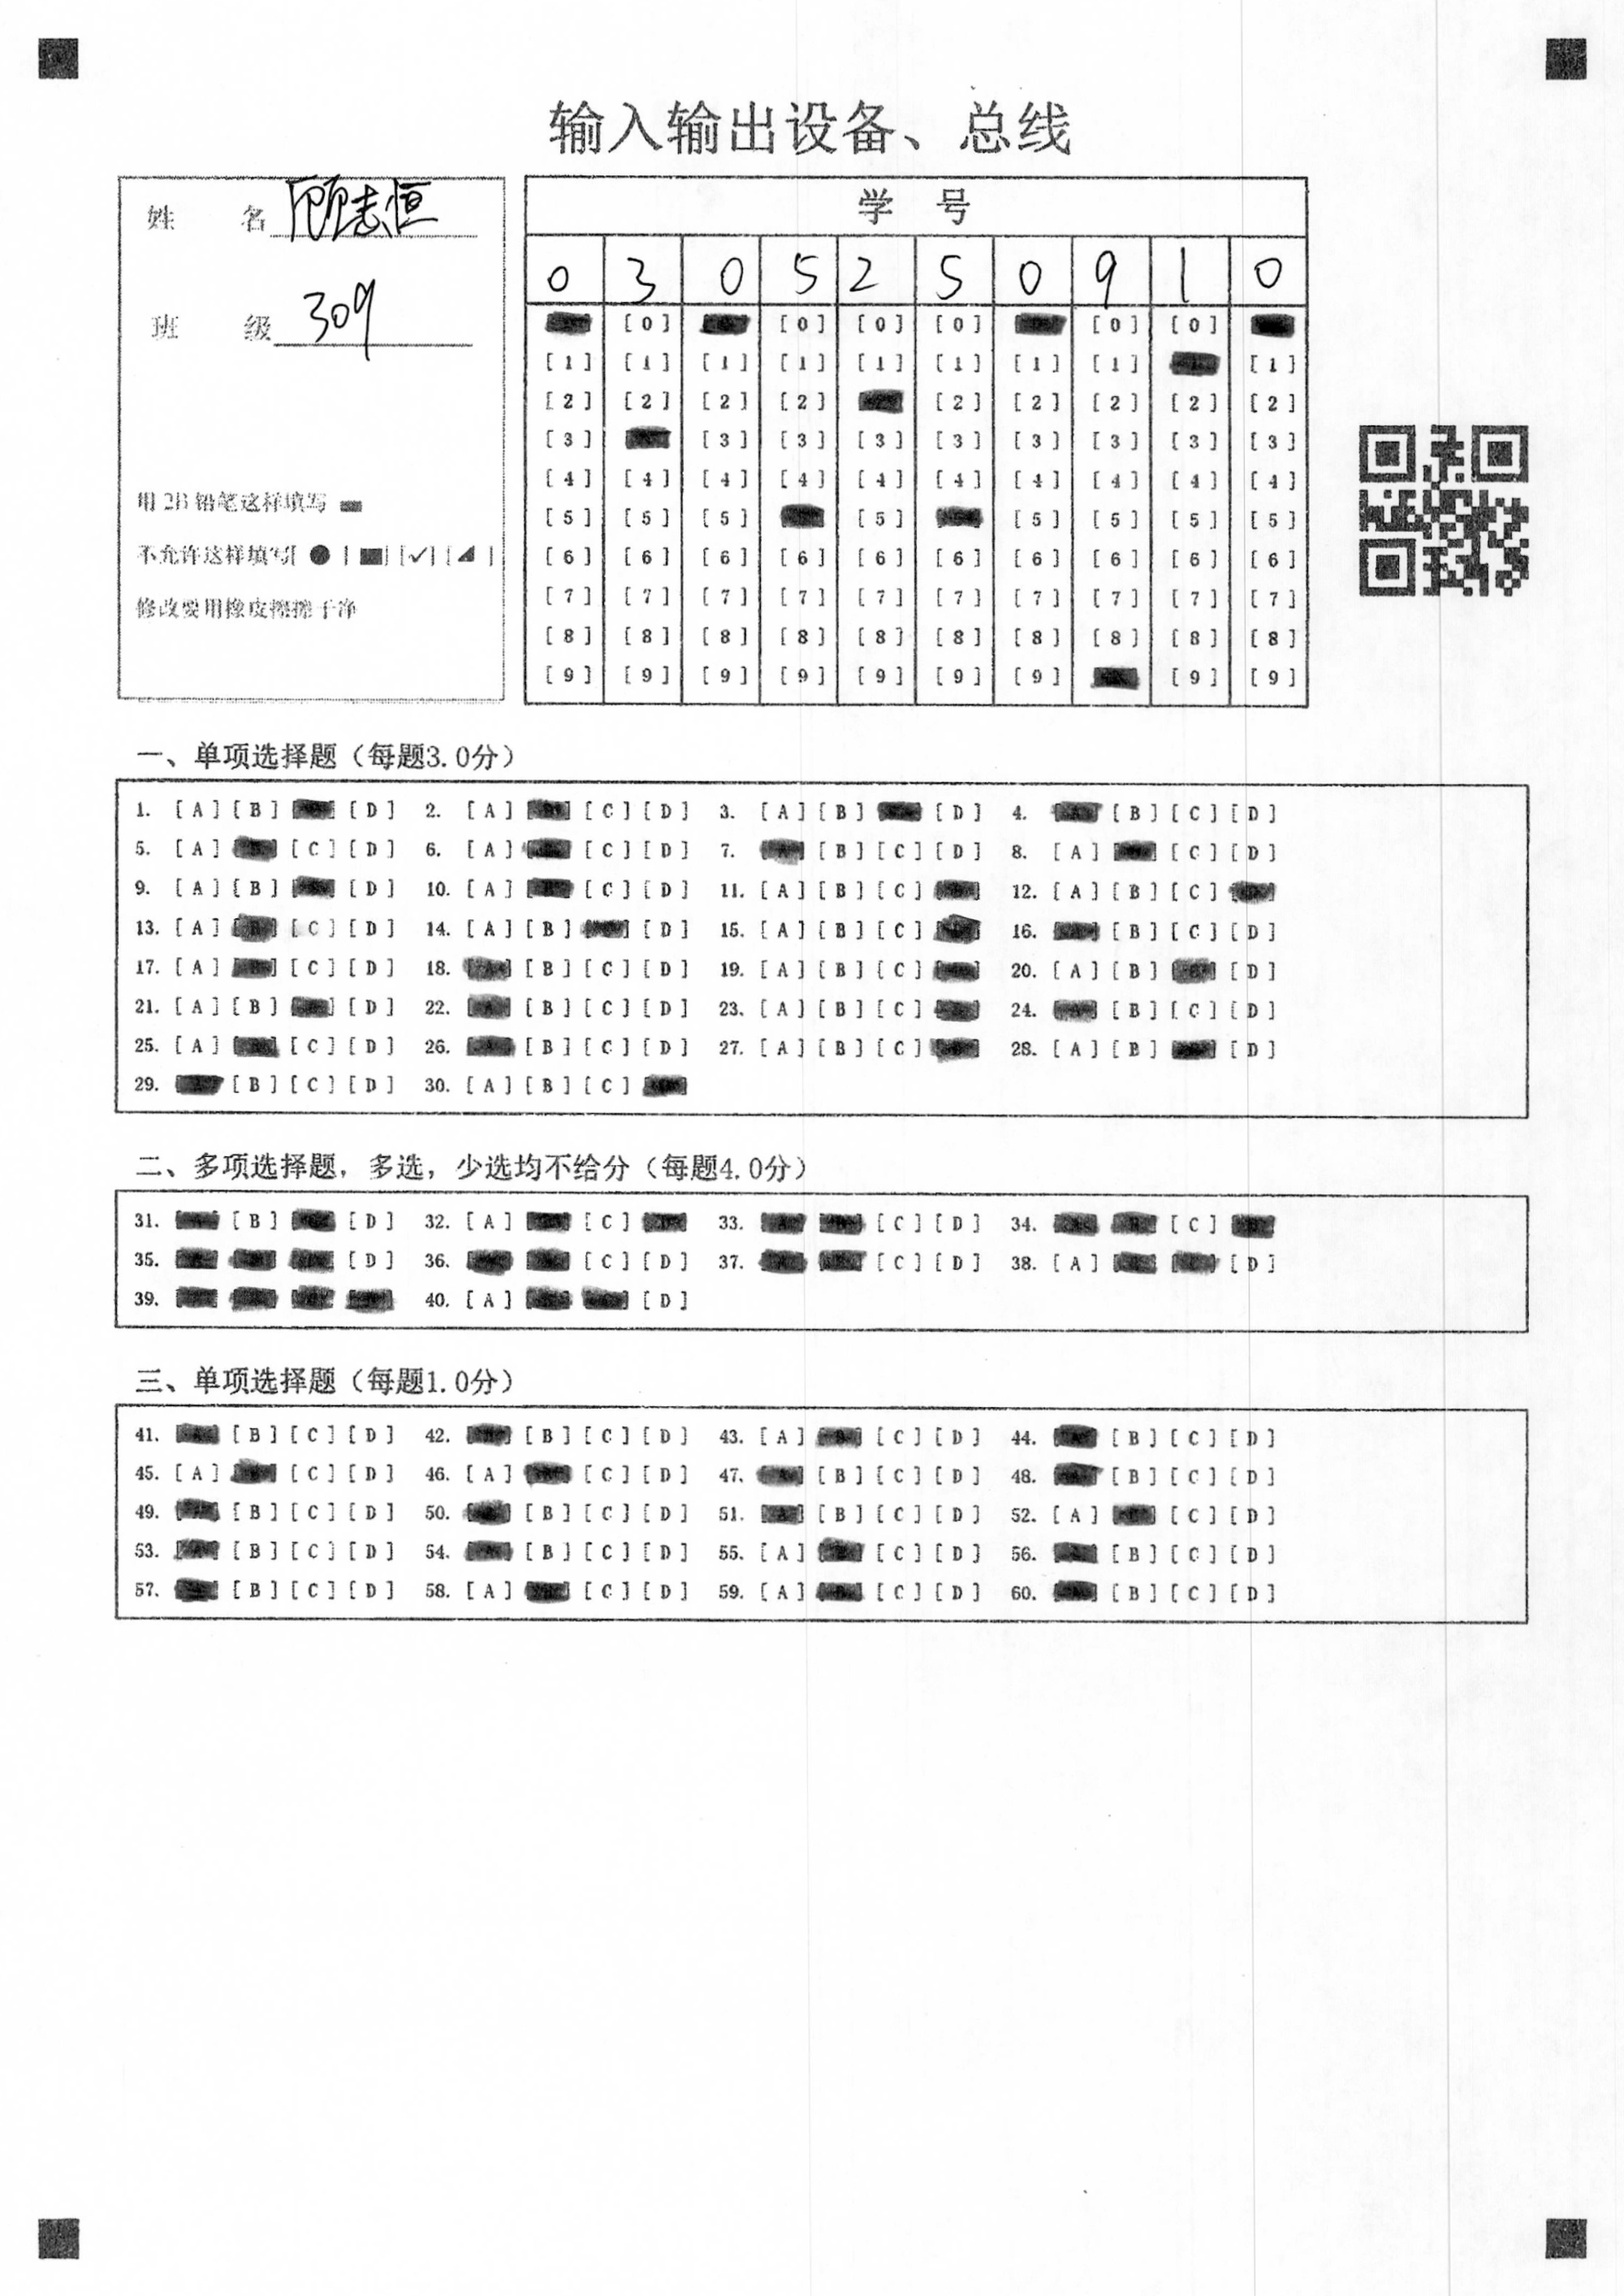 输入输出设备、总线
姓 名 顾志恒
班 级 309
用 2B 铅笔这样填写
不允许这样填写[ ● ] [■] [✓] [◢ ]
修改要用橡皮擦擦干净
学 号
0 3 0 5 2 5 0 9 1 0
[0] [0] [0] [0] [0] [0]
[1] [1] [1] [1] [1] [1] [1] [1] [1]
[2] [2] [2] [2] [2] [2] [2] [2] [2]
[3] [3] [3] [3] [3] [3] [3] [3] [3]
[4] [4] [4] [4] [4] [4] [4] [4] [4] [4]
[5] [5] [5] [5] [5] [5] [5] [5]
[6] [6] [6] [6] [6] [6] [6] [6] [6] [6]
[7] [7] [7] [7] [7] [7] [7] [7] [7] [7]
[8] [8] [8] [8] [8] [8] [8] [8] [8] [8]
[9] [9] [9] [9] [9] [9] [9] [9] [9]
一、单项选择题（每题3.0分）
1. [A] [B] [D] 2. [A] [C] [D] 3. [A] [B] [D] 4. [B] [C] [D]
5. [A] [C] [D] 6. [A] [C] [D] 7. [B] [C] [D] 8. [A] [C] [D]
9. [A] [B] [D] 10. [A] [C] [D] 11. [A] [B] [C] 12. [A] [B] [C]
13. [A] [C] [D] 14. [A] [B] [D] 15. [A] [B] [C] 16. [B] [C] [D]
17. [A] [C] [D] 18. [B] [C] [D] 19. [A] [B] [C] 20. [A] [B] [D]
21. [A] [B] [D] 22. [B] [C] [D] 23. [A] [B] [C] 24. [B] [C] [D]
25. [A] [C] [D] 26. [B] [C] [D] 27. [A] [B] [C] 28. [A] [B] [D]
29. [B] [C] [D] 30. [A] [B] [C]
二、多项选择题，多选，少选均不给分（每题4.0分）
31. [B] [D] 32. [A] [C] 33. [C] [D] 34. [C]
35. [D] 36. [C] [D] 37. [C] [D] 38. [A] [D]
39. 40. [A] [D]
三、单项选择题（每题1.0分）
41. [B] [C] [D] 42. [B] [C] [D] 43. [A] [C] [D] 44. [B] [C] [D]
45. [A] [C] [D] 46. [A] [C] [D] 47. [B] [C] [D] 48. [B] [C] [D]
49. [B] [C] [D] 50. [B] [C] [D] 51. [B] [C] [D] 52. [A] [C] [D]
53. [B] [C] [D] 54. [B] [C] [D] 55. [A] [C] [D] 56. [B] [C] [D]
57. [B] [C] [D] 58. [A] [C] [D] 59. [A] [C] [D] 60. [B] [C] [D]